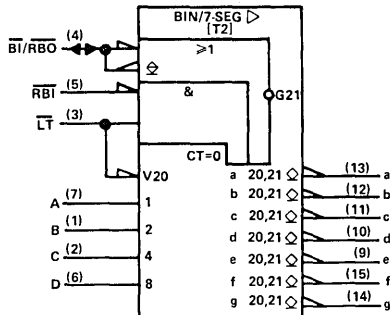 BIN/7-SEG ▷
[T2]
BI/RBO (4)
≥1
G21
RBI (5)
&
LT (3)
CT=0
V20
A (7) 1
B (1) 2
C (2) 4
D (6) 8
a 20,21 (13) a
b 20,21 (12) b
c 20,21 (11) c
d 20,21 (10) d
e 20,21 (9) e
f 20,21 (15) f
g 20,21 (14) g